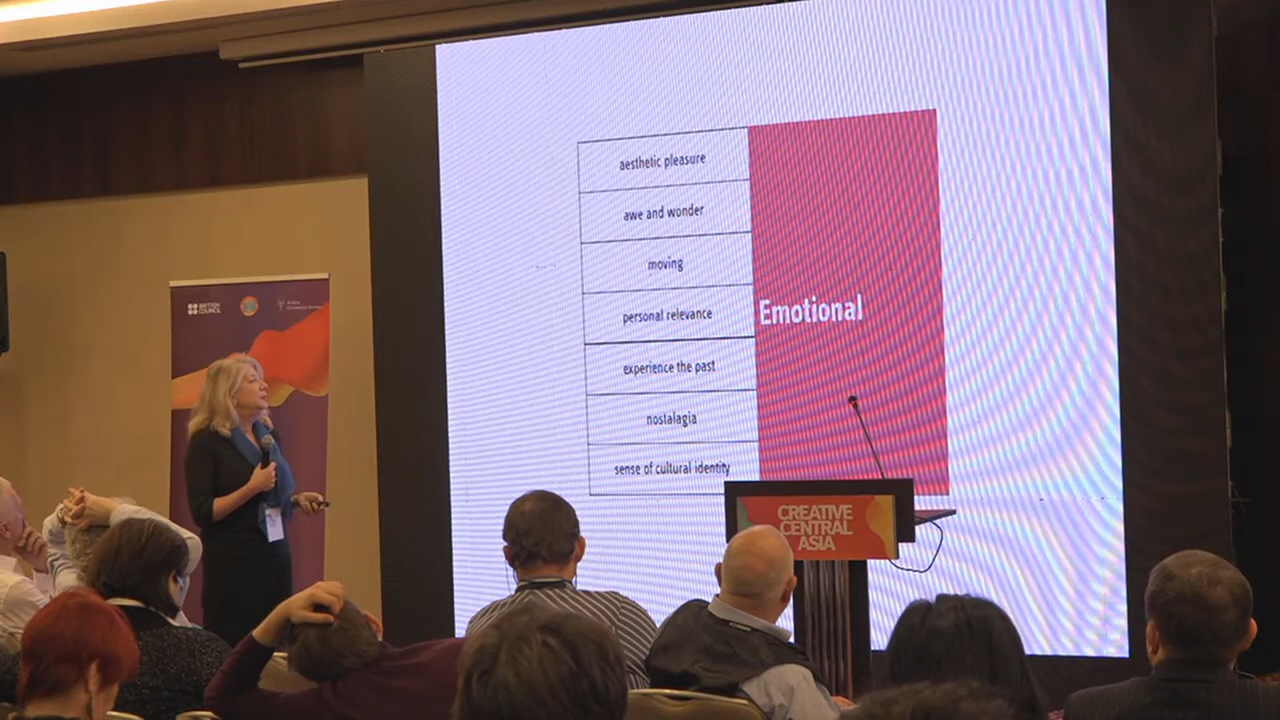 aesthetic pleasure
awe and wonder
moving
personal relevance
experience the past
nostalagia
sense of cultural identity
Emotional
BRITISH
COUNCIL
CREATIVE
CENTRAL
ASIA